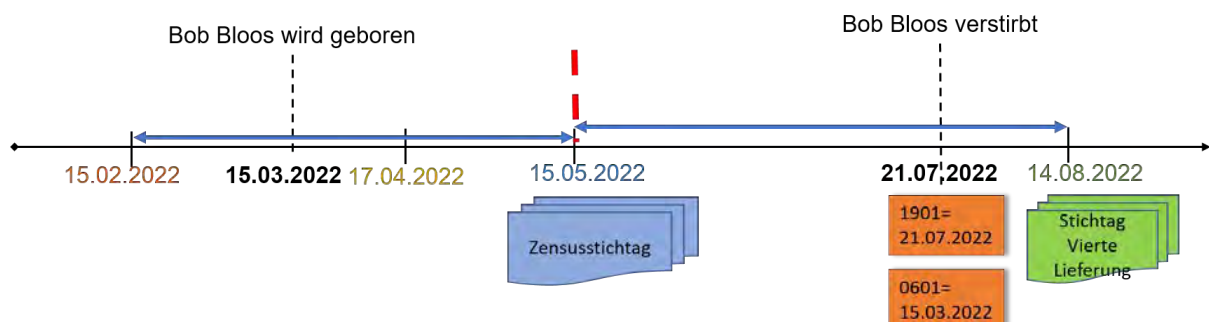 Bob Bloos wird geboren
Bob Bloos verstirbt
15.02.2022
15.03.2022
17.04.2022
15.05.2022
21.07.2022
14.08.2022
Zensusstichtag
1901=
21.07.2022
0601=
15.03.2022
Stichtag
Vierte
Lieferung